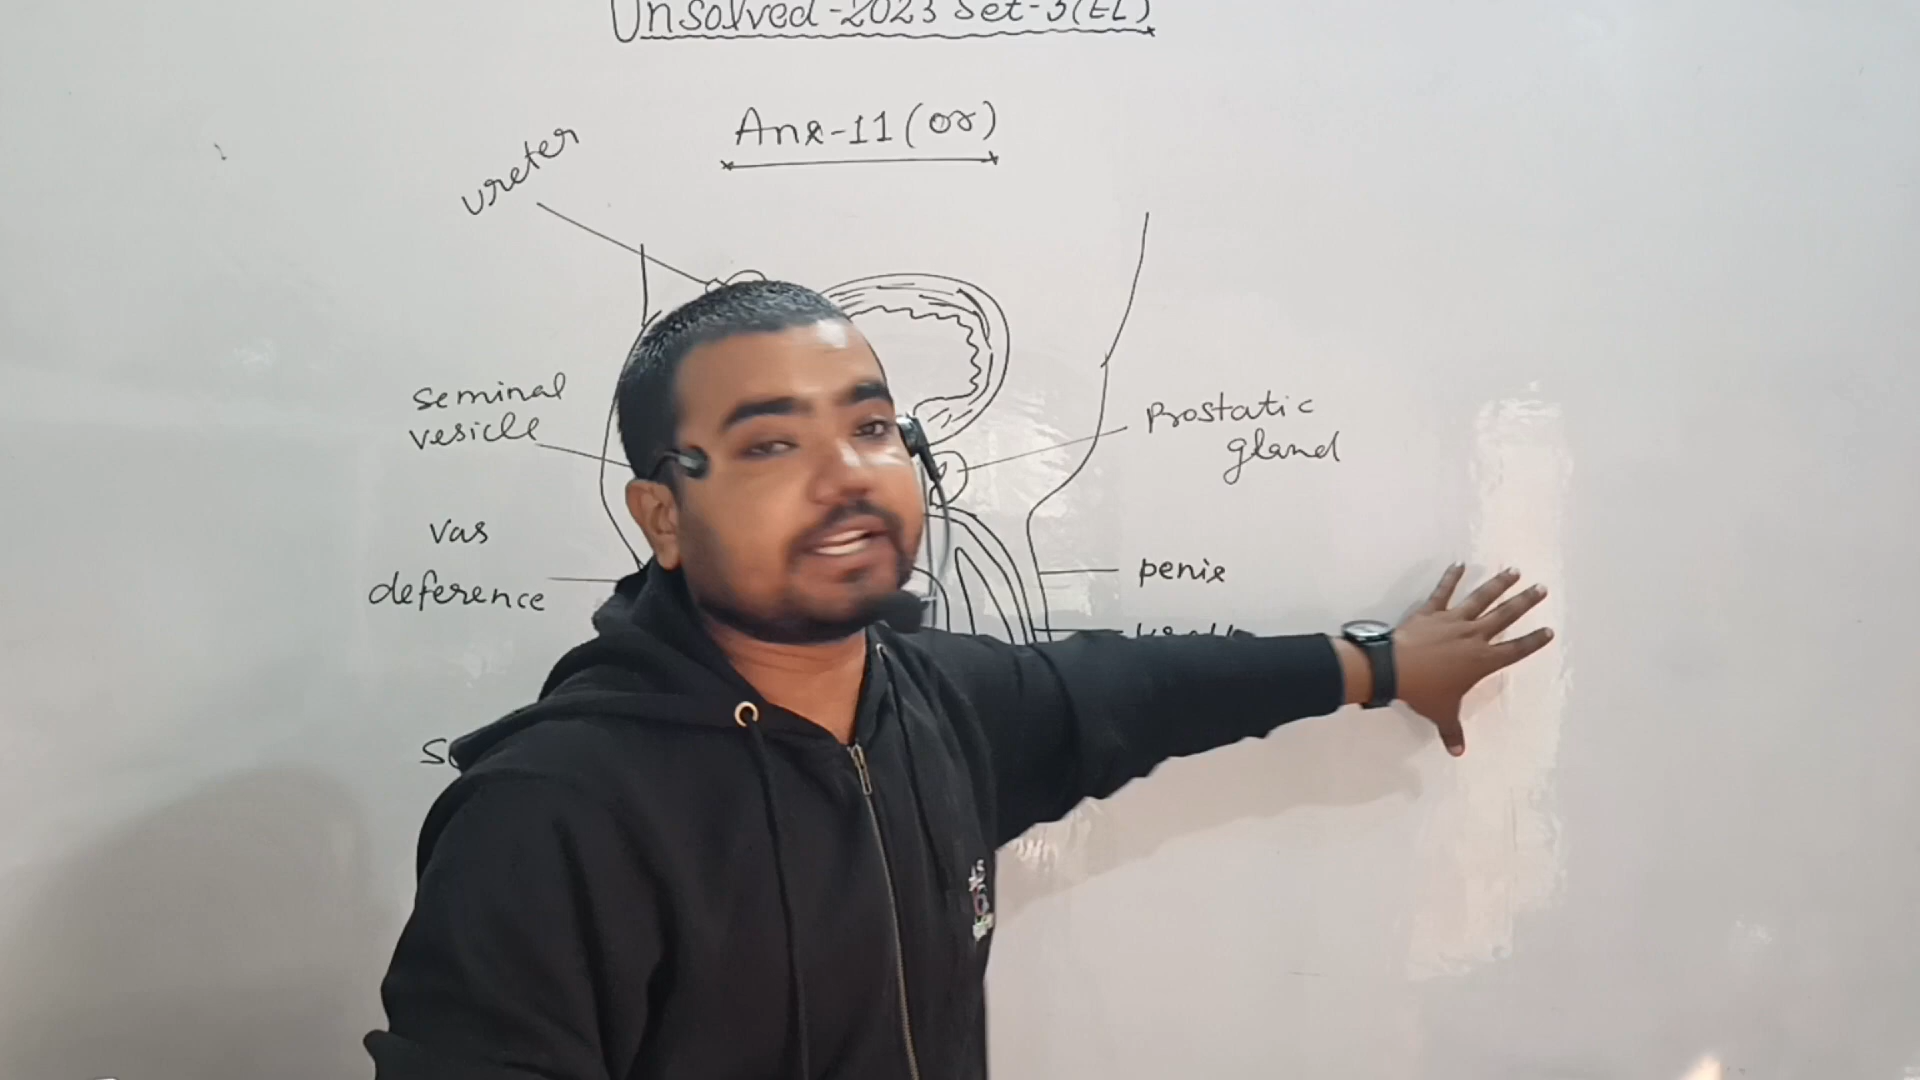 Unsolved-2023 Set-3(EL)
Ans-11 (or)
Ureter
Seminal
vesicle
Prostatic
gland
Vas
deference
penis